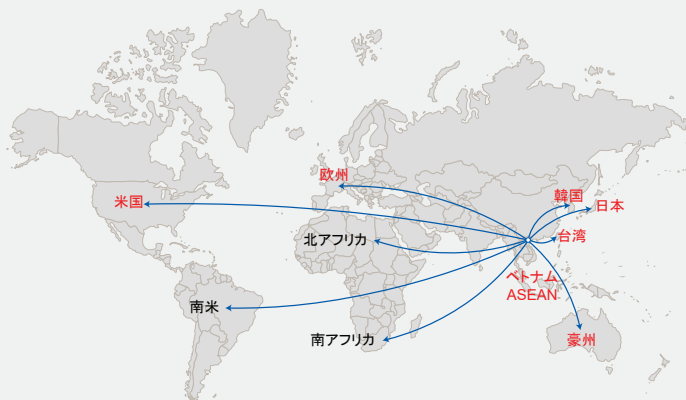 欧州
米国
韓国
日本
台湾
北アフリカ
ベトナム
ASEAN
南米
南アフリカ
豪州